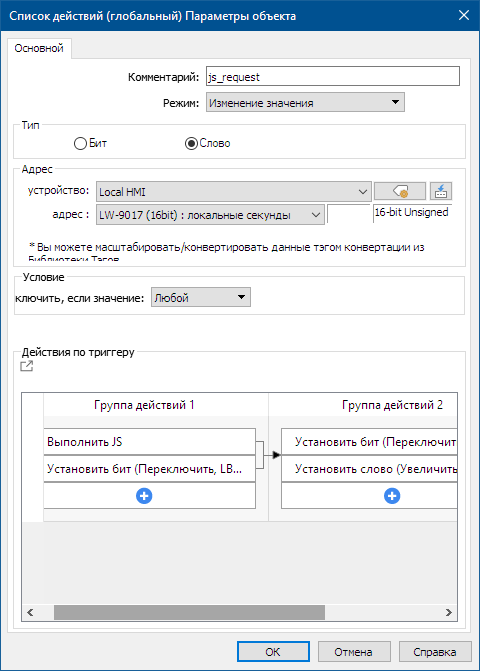 Список действий (глобальный) Параметры объекта
Основной
Комментарий: js_request
Режим: Изменение значения
Тип
Бит Слово
Адрес
устройство: Local HMI
адрес : LW-9017 (16bit) : локальные секунды 16-bit Unsigned
* Вы можете масштабировать/конвертировать данные тэгом конвертации из
Библиотеки Тэгов
Условие
ключить, если значение: Любой
Действия по триггеру
Группа действий 1 Группа действий 2
Выполнить JS Установить бит (Переключит
Установить бит (Переключить, LB... Установить слово (Увеличить
OK Отмена Справка